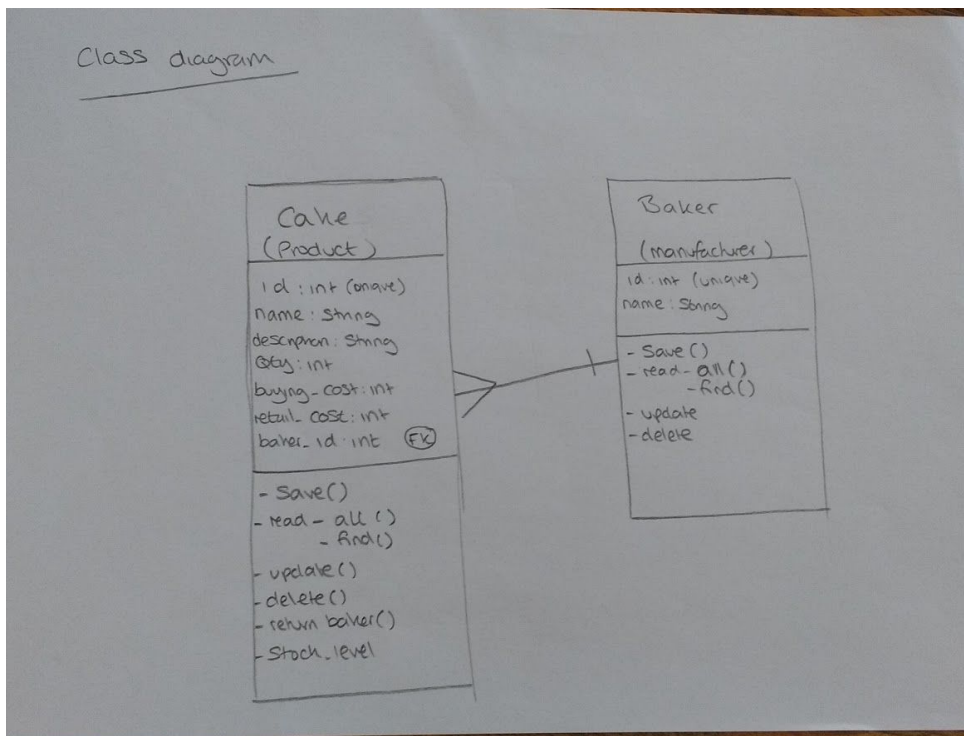 Class diagram
Cake
(Product)
id : int (unique)
name : String
description : String
Qty : int
buying_cost : int
retail_cost : int
baker_id : int FK
- Save()
- read - all()
- find()
- update()
- delete()
- return baker()
- Stock_level
Baker
(manufacturer)
id : int (unique)
name : String
- Save()
- read - all()
- find()
- update
- delete